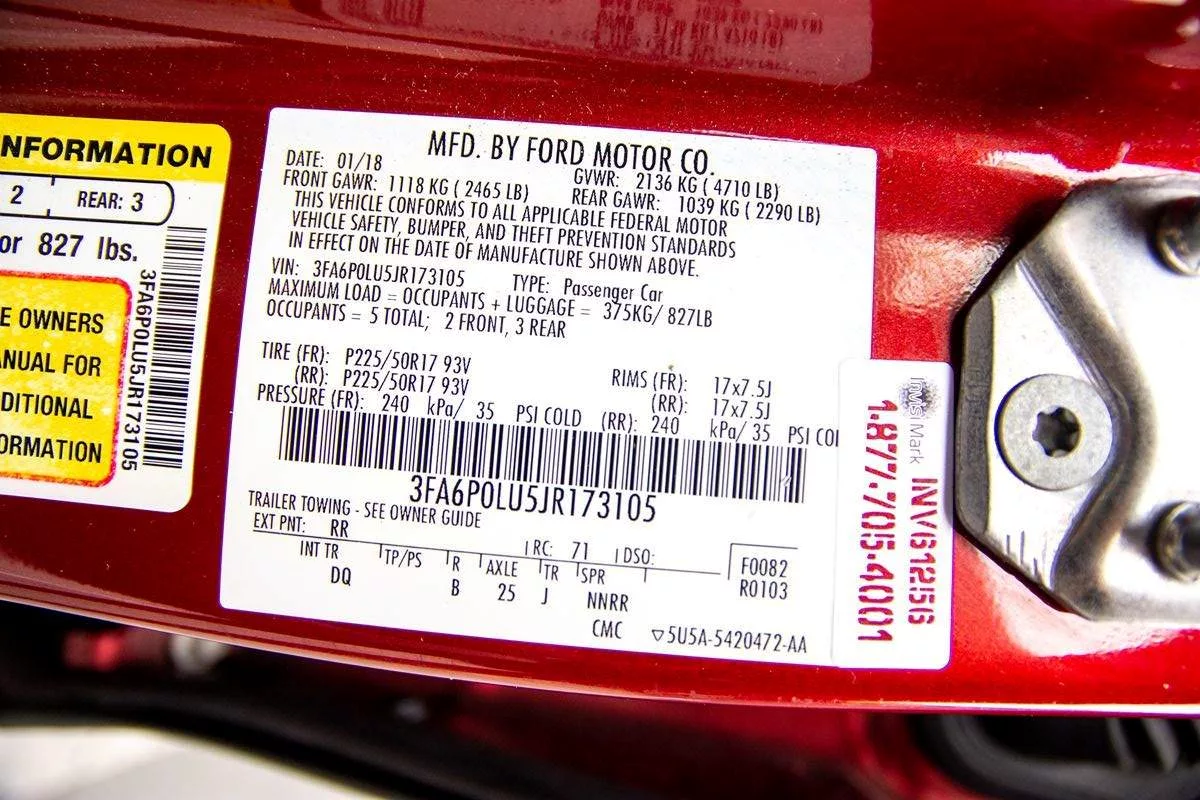 NFORMATION
2 REAR: 3
or 827 lbs.
E OWNERS
ANUAL FOR
DITIONAL
ORMATION
3FA6P0LU5JR173105
MFD. BY FORD MOTOR CO.
DATE: 01/18 GVWR: 2136 KG ( 4710 LB)
FRONT GAWR: 1118 KG ( 2465 LB) REAR GAWR: 1039 KG ( 2290 LB)
THIS VEHICLE CONFORMS TO ALL APPLICABLE FEDERAL MOTOR
VEHICLE SAFETY, BUMPER, AND THEFT PREVENTION STANDARDS
IN EFFECT ON THE DATE OF MANUFACTURE SHOWN ABOVE.
VIN: 3FA6P0LU5JR173105 TYPE: Passenger Car
MAXIMUM LOAD = OCCUPANTS + LUGGAGE = 375KG/ 827LB
OCCUPANTS = 5 TOTAL; 2 FRONT, 3 REAR
TIRE (FR): P225/50R17 93V RIMS (FR): 17x7.5J
(RR): P225/50R17 93V (RR): 17x7.5J
PRESSURE (FR): 240 kPa/ 35 PSI COLD (RR): 240 kPa/ 35 PSI COL
3FA6P0LU5JR173105
TRAILER TOWING - SEE OWNER GUIDE
EXT PNT: RR RC: 71 DSO: F0082
INT TR TP/PS R AXLE TR SPR R0103
DQ B 25 J NNRR
CMC ▽5U5A-5420472-AA
InMsi Mark INV61256
1.877.705.4001